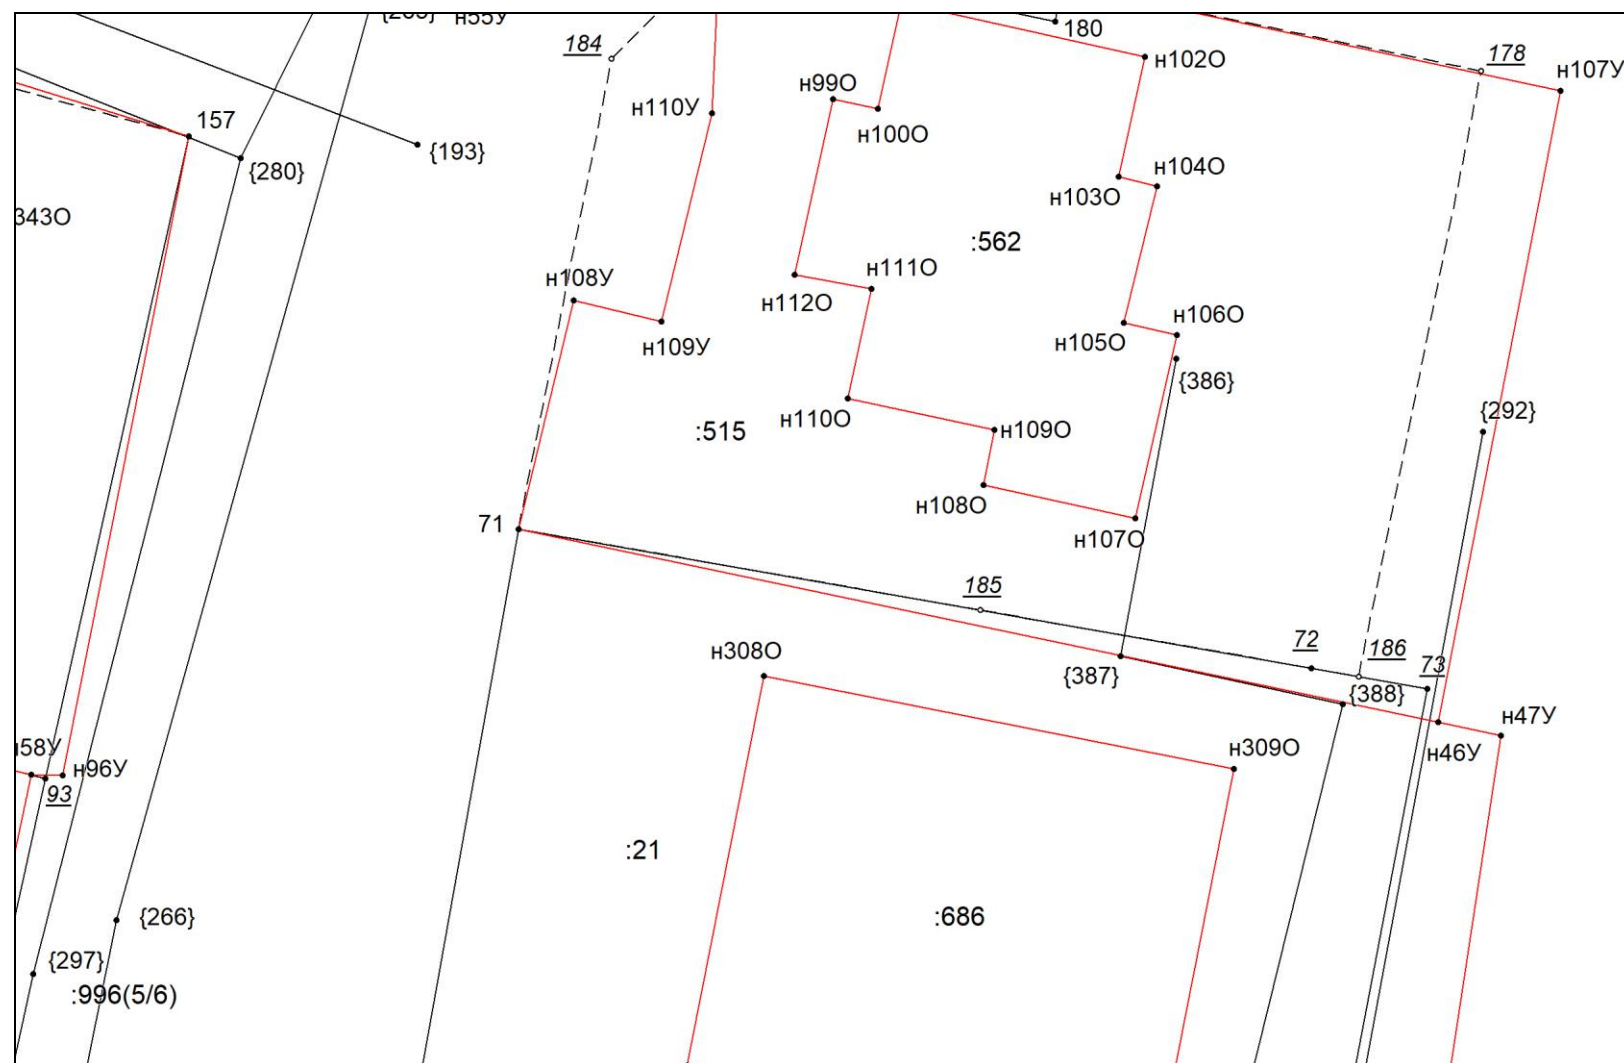 н55У
180
184
178
н102О
н107У
н99О
н110У
н100О
157
{193}
{280}
н104О
н103О
343О
:562
н111О
н108У
н112О
н106О
н105О
н109У
{386}
н110О
{292}
:515
н109О
н108О
71
н107О
185
72
186
н308О
73
{387}
{388}
н47У
н309О
н46У
н58У
н96У
93
:21
{266}
:686
{297}
:996(5/6)